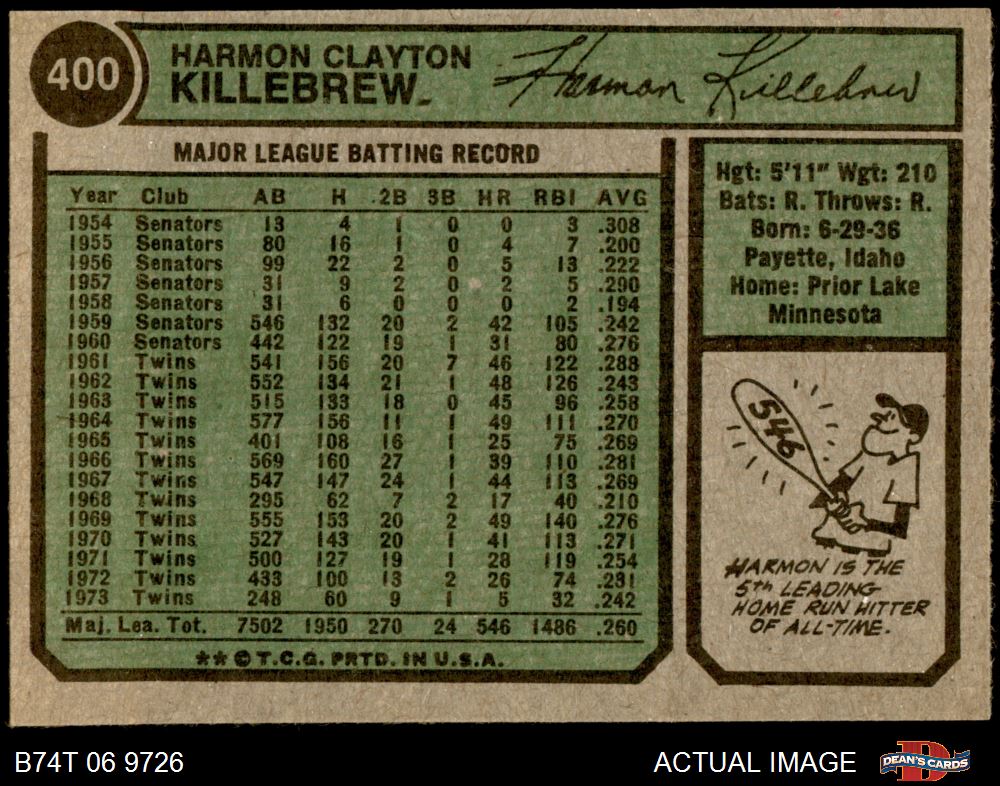 400
HARMON CLAYTON
KILLEBREW
Harmon Killebrew
MAJOR LEAGUE BATTING RECORD
Year Club AB H 2B 3B HR RBI AVG
1954 Senators 13 4 1 0 0 3 .308
1955 Senators 80 16 1 0 4 7 .200
1956 Senators 99 22 2 0 5 13 .222
1957 Senators 31 9 2 0 2 5 .290
1958 Senators 31 6 0 0 0 2 .194
1959 Senators 546 132 20 2 42 105 .242
1960 Senators 442 122 19 1 31 80 .276
1961 Twins 541 156 20 7 46 122 .288
1962 Twins 552 134 21 1 48 126 .243
1963 Twins 515 133 18 0 45 96 .258
1964 Twins 577 156 11 1 49 111 .270
1965 Twins 401 108 16 1 25 75 .269
1966 Twins 569 160 27 1 39 110 .281
1967 Twins 547 147 24 1 44 113 .269
1968 Twins 295 62 7 2 17 40 .210
1969 Twins 555 153 20 2 49 140 .276
1970 Twins 527 143 20 1 41 113 .271
1971 Twins 500 127 19 1 28 119 .254
1972 Twins 433 100 13 2 26 74 .231
1973 Twins 248 60 9 1 5 32 .242
Maj. Lea. Tot. 7502 1950 270 24 546 1486 .260
** © T.C.G. PRTD. IN U.S.A.
Hgt: 5'11" Wgt: 210
Bats: R. Throws: R.
Born: 6-29-36
Payette, Idaho
Home: Prior Lake
Minnesota
546
HARMON IS THE
5th LEADING
HOME RUN HITTER
OF ALL-TIME.
B74T 06 9726
ACTUAL IMAGE
DEAN'S CARDS